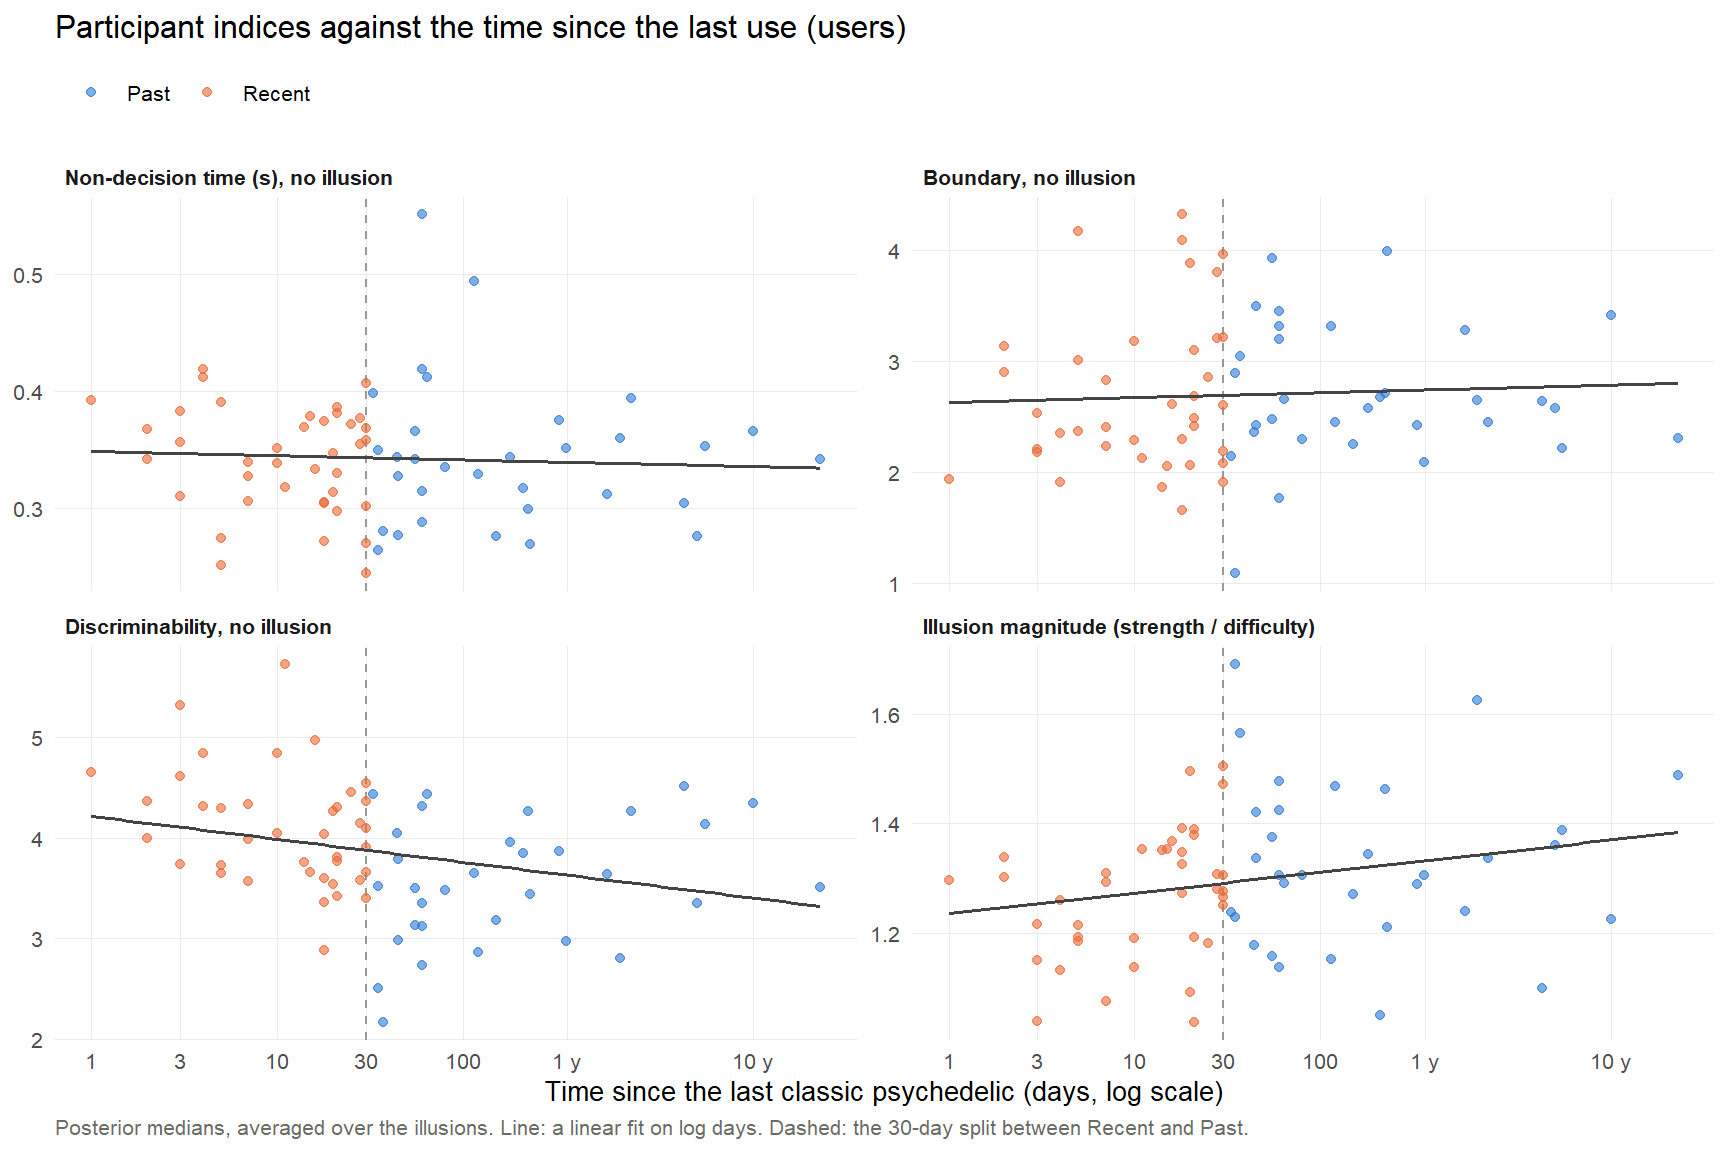 Participant indices against the time since the last use (users)
Past Recent
Non-decision time (s), no illusion
0.5
0.4
0.3
Boundary, no illusion
4
3
2
1
Discriminability, no illusion
5
4
3
2
1 3 10 30 100 1 y 10 y
Illusion magnitude (strength / difficulty)
1.6
1.4
1.2
1 3 10 30 100 1 y 10 y
Time since the last classic psychedelic (days, log scale)
Posterior medians, averaged over the illusions. Line: a linear fit on log days. Dashed: the 30-day split between Recent and Past.